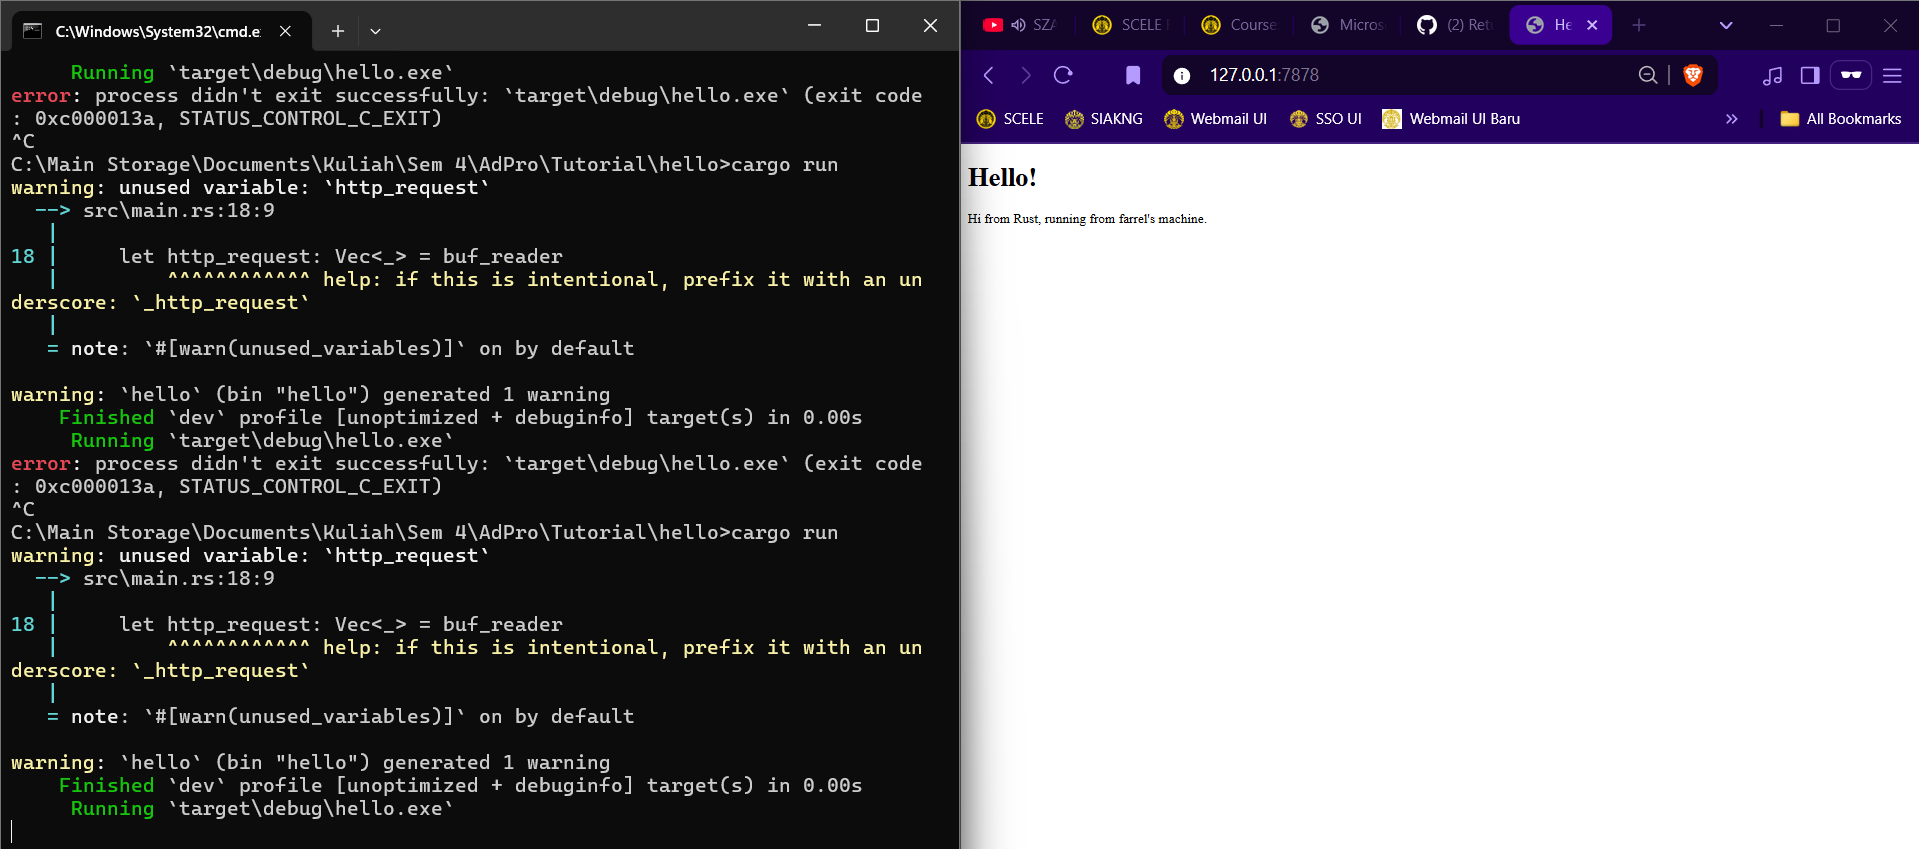 C:\Windows\System32\cmd.e
Running `target\debug\hello.exe`
error: process didn't exit successfully: `target\debug\hello.exe` (exit code
: 0xc000013a, STATUS_CONTROL_C_EXIT)
^C
C:\Main Storage\Documents\Kuliah\Sem 4\AdPro\Tutorial\hello>cargo run
warning: unused variable: `http_request`
--> src\main.rs:18:9
|
18 |     let http_request: Vec<_> = buf_reader
|         ^^^^^^^^^^^^ help: if this is intentional, prefix it with an un
derscore: `_http_request`
|
= note: `#[warn(unused_variables)]` on by default
warning: `hello` (bin "hello") generated 1 warning
Finished `dev` profile [unoptimized + debuginfo] target(s) in 0.00s
Running `target\debug\hello.exe`
error: process didn't exit successfully: `target\debug\hello.exe` (exit code
: 0xc000013a, STATUS_CONTROL_C_EXIT)
^C
C:\Main Storage\Documents\Kuliah\Sem 4\AdPro\Tutorial\hello>cargo run
warning: unused variable: `http_request`
--> src\main.rs:18:9
|
18 |     let http_request: Vec<_> = buf_reader
|         ^^^^^^^^^^^^ help: if this is intentional, prefix it with an un
derscore: `_http_request`
|
= note: `#[warn(unused_variables)]` on by default
warning: `hello` (bin "hello") generated 1 warning
Finished `dev` profile [unoptimized + debuginfo] target(s) in 0.00s
Running `target\debug\hello.exe`
SZA SCELE Course Micros (2) Ret He
127.0.0.1:7878
SCELE SIAKNG Webmail UI SSO UI Webmail UI Baru » All Bookmarks
Hello!
Hi from Rust, running from farrel's machine.